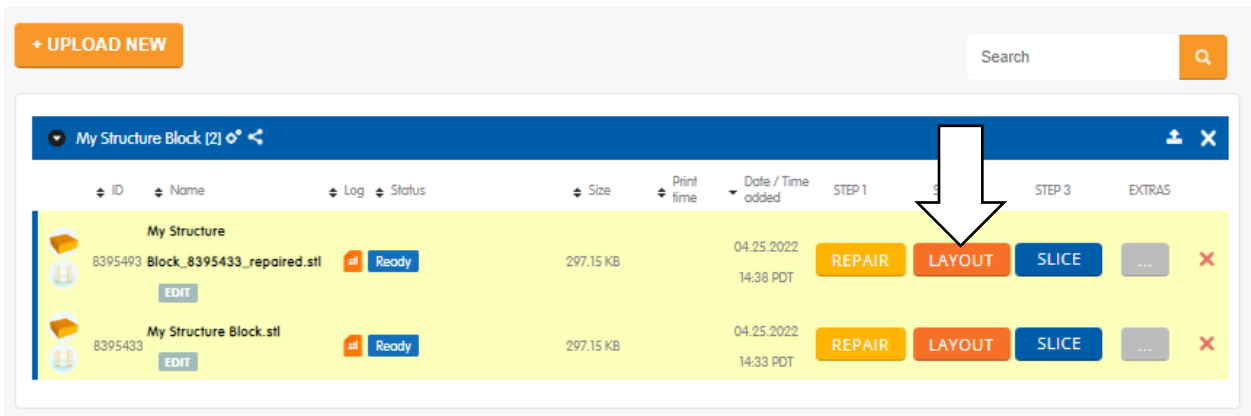 + UPLOAD NEW
Search
My Structure Block [2]
ID Name Log Status Size Print time Date / Time added STEP 1 STEP 3 EXTRAS
My Structure
8395493 Block_8395433_repaired.stl stl Ready 297.15 KB 04.25.2022 14:38 PDT REPAIR LAYOUT SLICE ...
EDIT
My Structure Block.stl
8395433 stl Ready 297.15 KB 04.25.2022 14:33 PDT REPAIR LAYOUT SLICE ...
EDIT